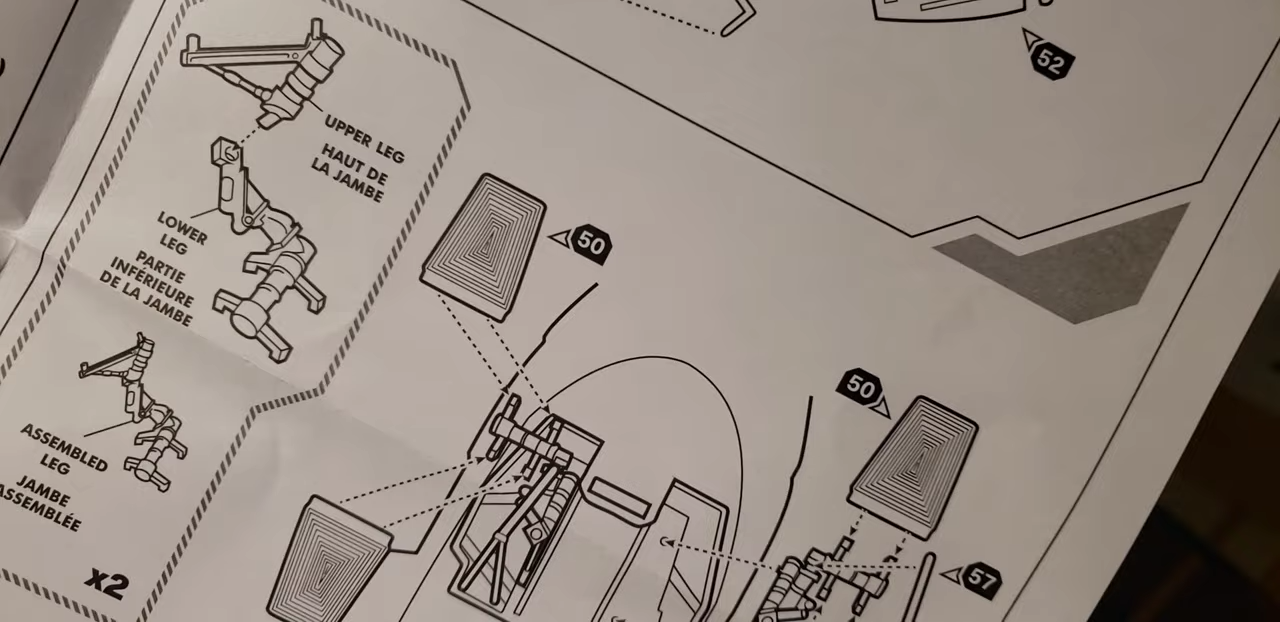 52
UPPER LEG
HAUT DE
LA JAMBE
50
LOWER
LEG
PARTIE
INFÉRIEURE
DE LA JAMBE
50
ASSEMBLED
LEG
JAMBE
ASSEMBLÉE
57
x2